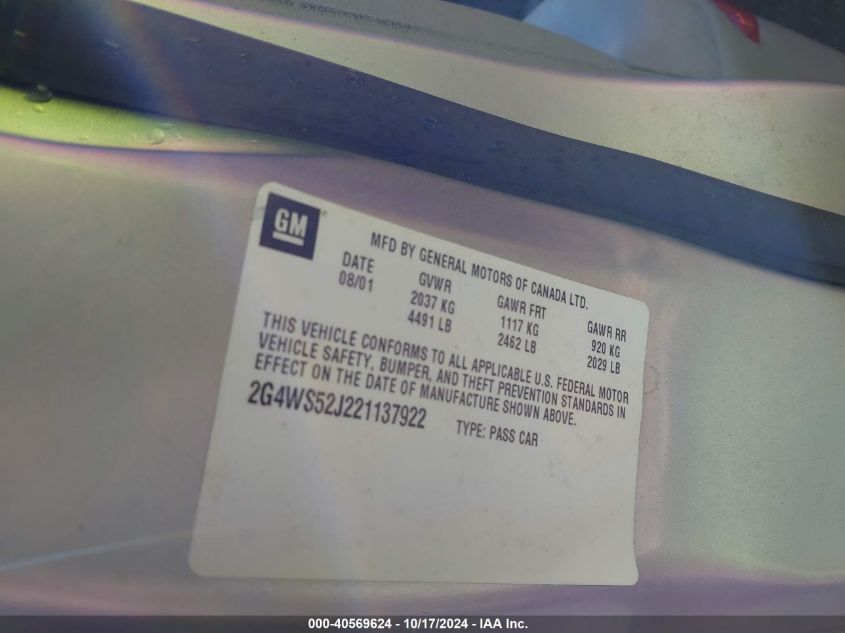 GM
MFD BY GENERAL MOTORS OF CANADA LTD.
DATE GVWR GAWR FRT GAWR RR
08/01 2037 KG 1117 KG 920 KG
4491 LB 2462 LB 2029 LB
THIS VEHICLE CONFORMS TO ALL APPLICABLE U.S. FEDERAL MOTOR
VEHICLE SAFETY, BUMPER, AND THEFT PREVENTION STANDARDS IN
EFFECT ON THE DATE OF MANUFACTURE SHOWN ABOVE.
2G4WS52J221137922 TYPE: PASS CAR
000-40569624 - 10/17/2024 - IAA Inc.